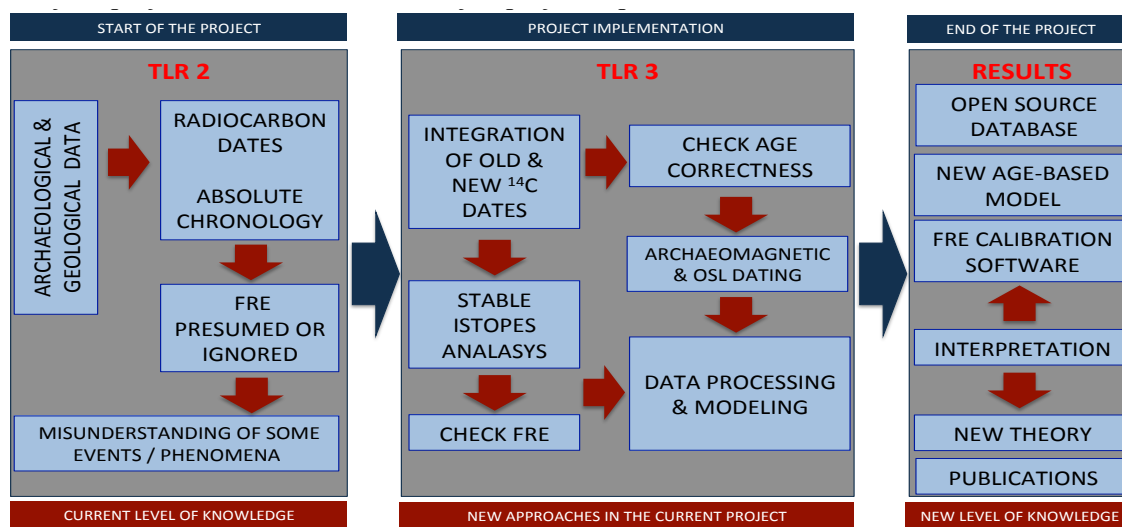 START OF THE PROJECT
TLR 2
ARCHAEOLOGICAL &
GEOLOGICAL DATA
RADIOCARBON
DATES
ABSOLUTE
CHRONOLOGY
FRE
PRESUMED OR
IGNORED
MISUNDERSTANDING OF SOME
EVENTS / PHENOMENA
CURRENT LEVEL OF KNOWLEDGE
PROJECT IMPLEMENTATION
TLR 3
INTEGRATION
OF OLD &
NEW ¹⁴C
DATES
CHECK AGE
CORRECTNESS
ARCHAEOMAGNETIC
& OSL DATING
STABLE
ISTOPES
ANALASYS
CHECK FRE
DATA PROCESSING
& MODELING
NEW APPROACHES IN THE CURRENT PROJECT
END OF THE PROJECT
RESULTS
OPEN SOURCE
DATABASE
NEW AGE-BASED
MODEL
FRE CALIBRATION
SOFTWARE
INTERPRETATION
NEW THEORY
PUBLICATIONS
NEW LEVEL OF KNOWLEDGE